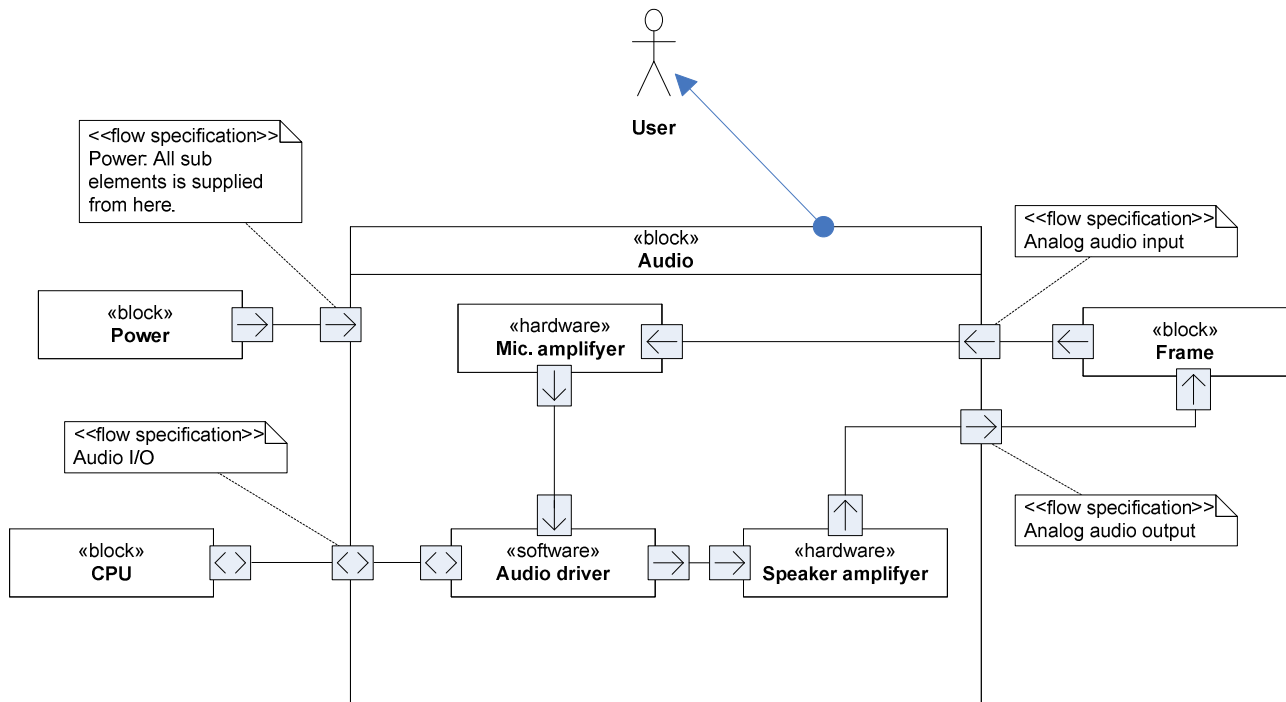 User
<<flow specification>>
Power: All sub
elements is supplied
from here.
«block»
Audio
<<flow specification>>
Analog audio input
«block»
Power
«hardware»
Mic. amplifyer
«block»
Frame
<<flow specification>>
Audio I/O
<<flow specification>>
Analog audio output
«block»
CPU
«software»
Audio driver
«hardware»
Speaker amplifyer